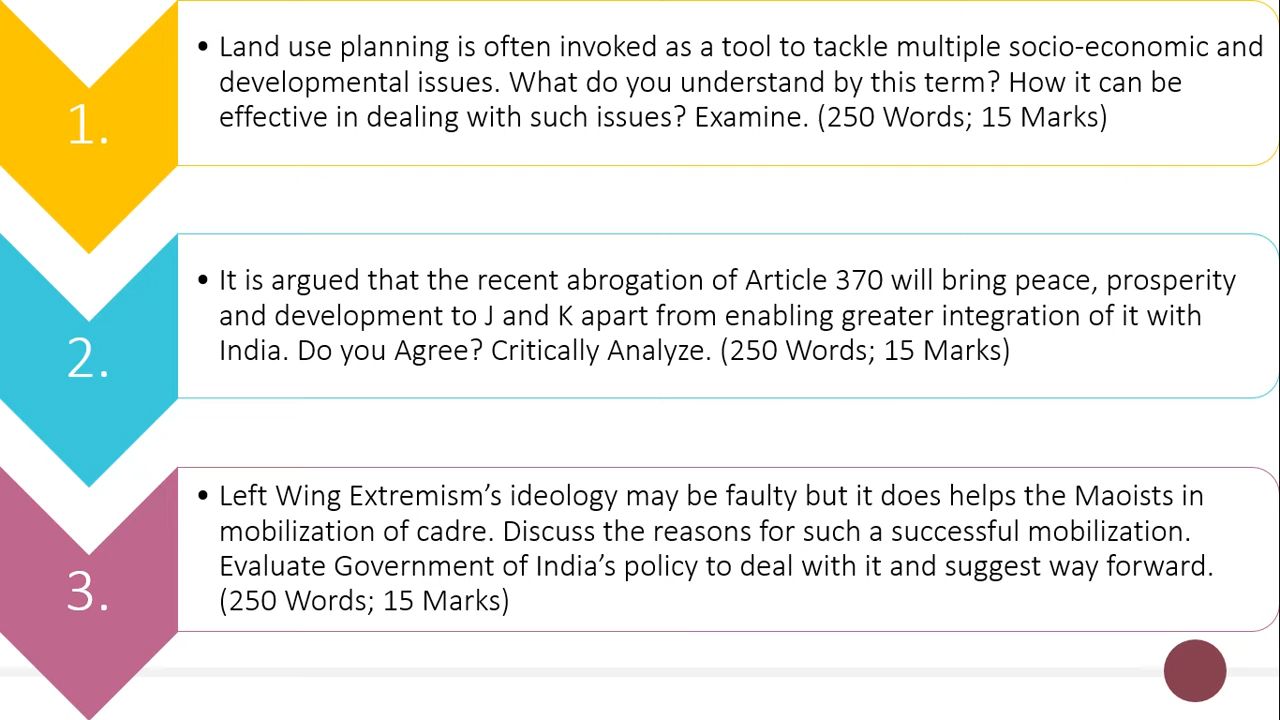 1.
• Land use planning is often invoked as a tool to tackle multiple socio-economic and
developmental issues. What do you understand by this term? How it can be
effective in dealing with such issues? Examine. (250 Words; 15 Marks)
2.
• It is argued that the recent abrogation of Article 370 will bring peace, prosperity
and development to J and K apart from enabling greater integration of it with
India. Do you Agree? Critically Analyze. (250 Words; 15 Marks)
3.
• Left Wing Extremism’s ideology may be faulty but it does helps the Maoists in
mobilization of cadre. Discuss the reasons for such a successful mobilization.
Evaluate Government of India’s policy to deal with it and suggest way forward.
(250 Words; 15 Marks)